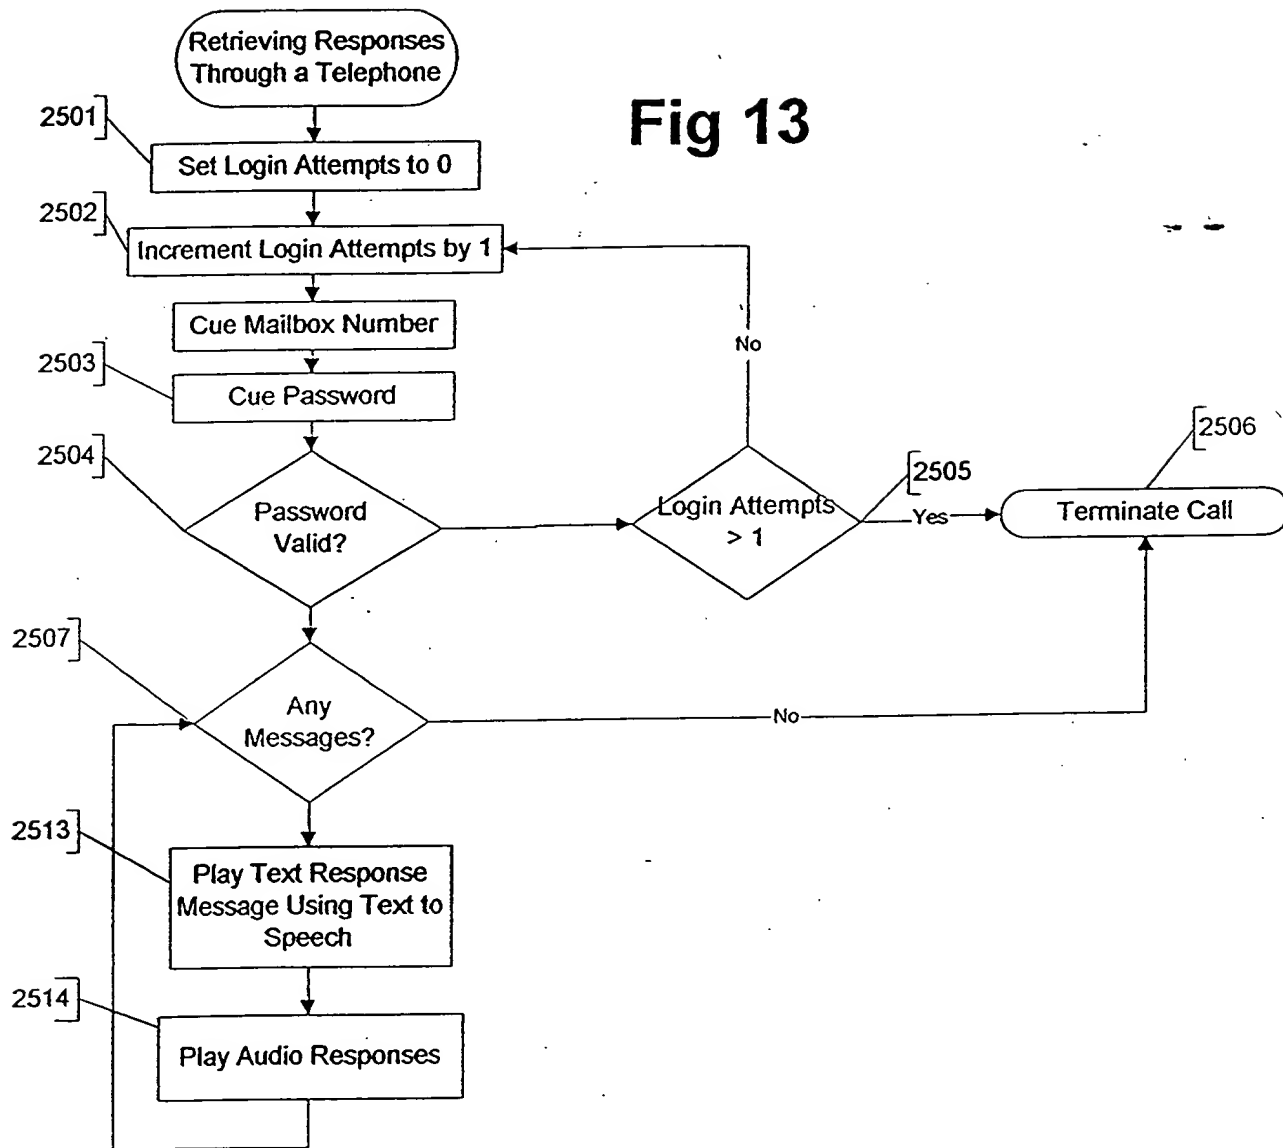 Retrieving Responses
Through a Telephone
Fig 13
2501
Set Login Attempts to 0
2502
Increment Login Attempts by 1
Cue Mailbox Number
No
2503
Cue Password
2504
Password
Valid?
Login Attempts
> 1
2505
Yes
2506
Terminate Call
2507
Any
Messages?
No
2513
Play Text Response
Message Using Text to
Speech
2514
Play Audio Responses